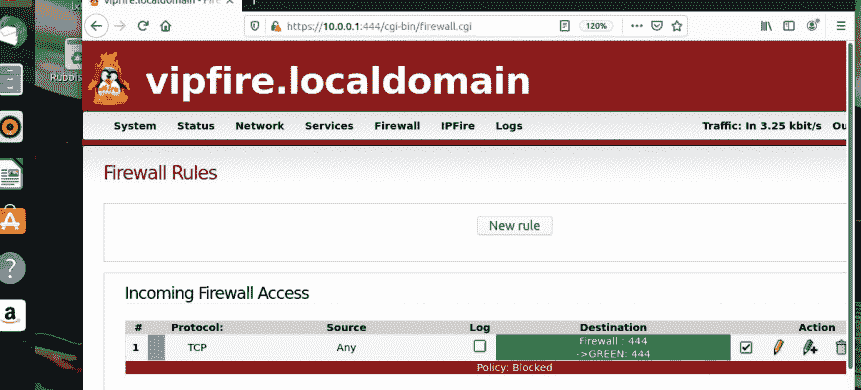 vipfire.localdomain - Fire
Rubbis
https://10.0.0.1:444/cgi-bin/firewall.cgi
120%
vipfire.localdomain
System Status Network Services Firewall IPFire Logs Traffic: In 3.25 kbit/s Ou
Firewall Rules
New rule
Incoming Firewall Access
# Protocol: Source Log Destination Action
1 TCP Any Firewall : 444
->GREEN: 444
Policy: Blocked